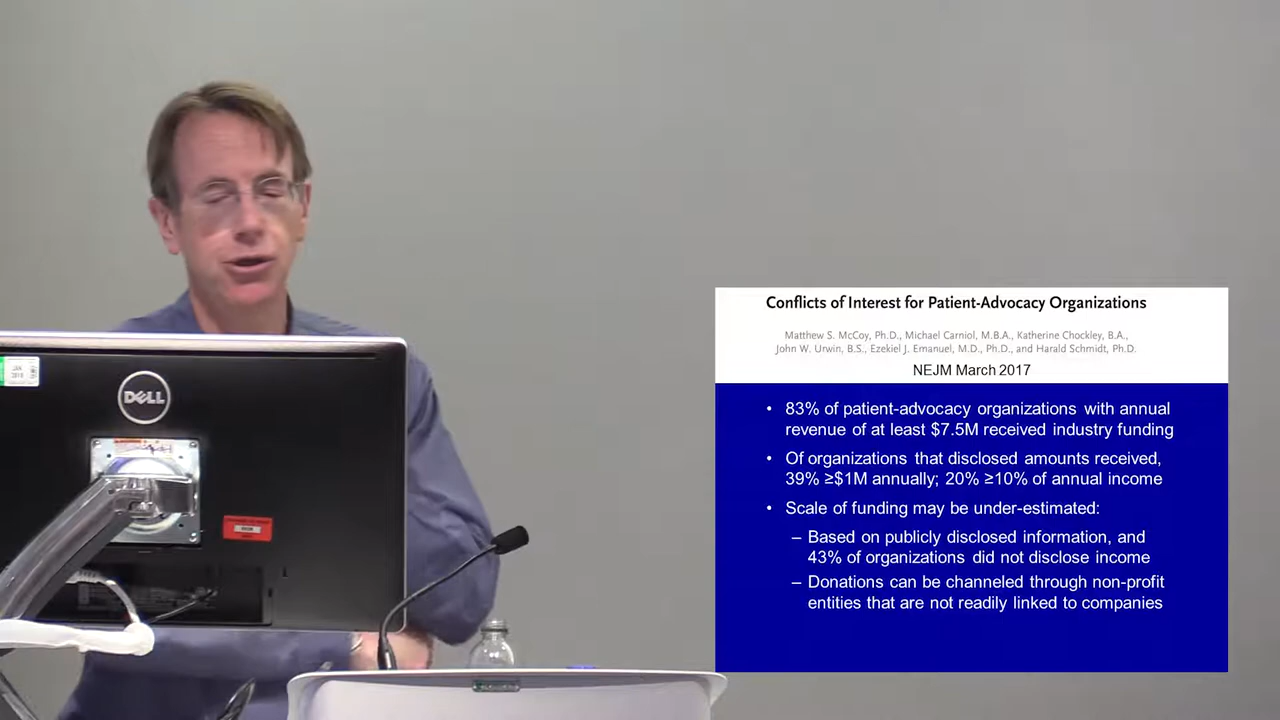 Conflicts of Interest for Patient-Advocacy Organizations
Matthew S. McCoy, Ph.D., Michael Carniol, M.B.A., Katherine Chockley, B.A.,
John W. Urwin, B.S., Ezekiel J. Emanuel, M.D., Ph.D., and Harald Schmidt, Ph.D.
NEJM March 2017
• 83% of patient-advocacy organizations with annual
revenue of at least $7.5M received industry funding
• Of organizations that disclosed amounts received,
39% ≥$1M annually; 20% ≥10% of annual income
• Scale of funding may be under-estimated:
– Based on publicly disclosed information, and
43% of organizations did not disclose income
– Donations can be channeled through non-profit
entities that are not readily linked to companies
DELL